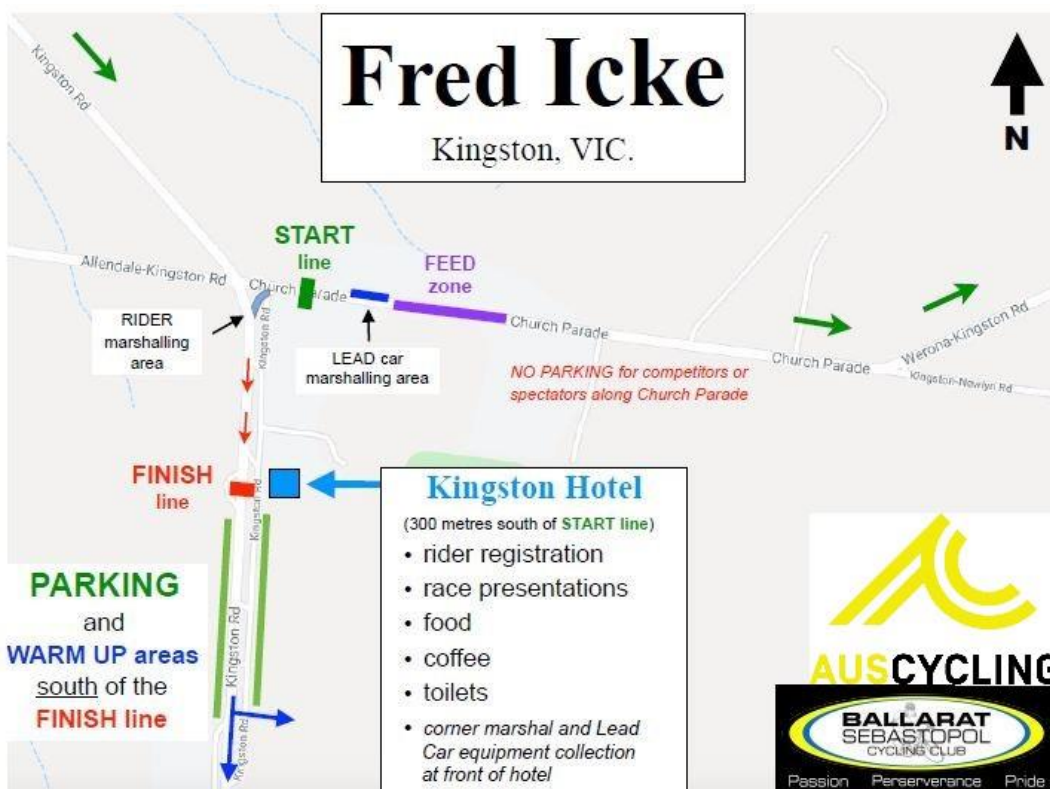 Fred Icke
Kingston, VIC.
N
Kingston Rd
START
line
Allendale-Kingston Rd
Church Parade
FEED
zone
RIDER
marshalling
area
Kingston Rd
LEAD car
marshalling area
Church Parade
Church Parade
Werona-Kingston Rd
Kingston-Newlyn Rd
NO PARKING for competitors or
spectators along Church Parade
FINISH
line
Kingston Rd
Kingston Hotel
(300 metres south of START line)
• rider registration
• race presentations
• food
• coffee
• toilets
• corner marshal and Lead
Car equipment collection
at front of hotel
PARKING
and
WARM UP areas
south of the
FINISH line
Kingston Rd
Kingston Rd
Kingston Rd
AUSCYCLING
BALLARAT
SEBASTOPOL
CYCLING CLUB
Passion Perserverance Pride